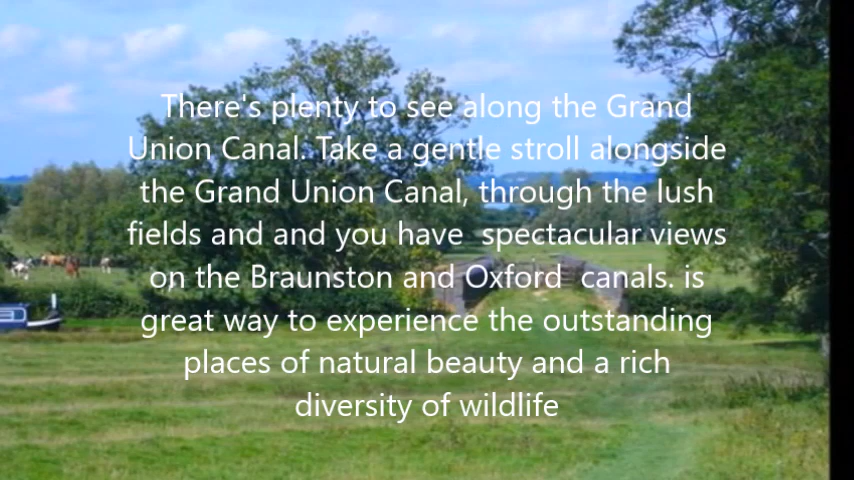 There's plenty to see along the Grand
Union Canal. Take a gentle stroll alongside
the Grand Union Canal, through the lush
fields and and you have  spectacular views
on the Braunston and Oxford  canals. is
great way to experience the outstanding
places of natural beauty and a rich
diversity of wildlife